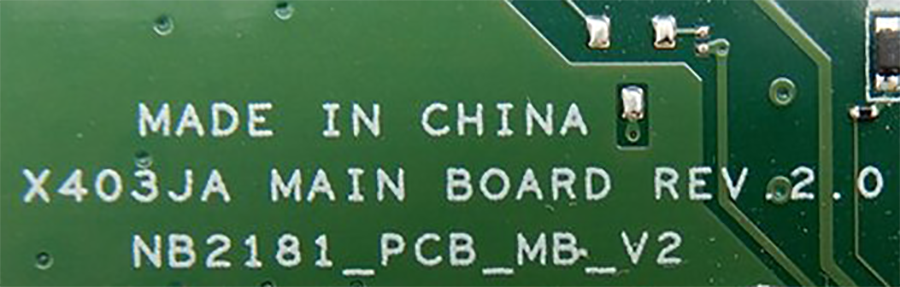 MADE IN CHINA
X403JA MAIN BOARD REV.2.0
NB2181_PCB_MB_V2